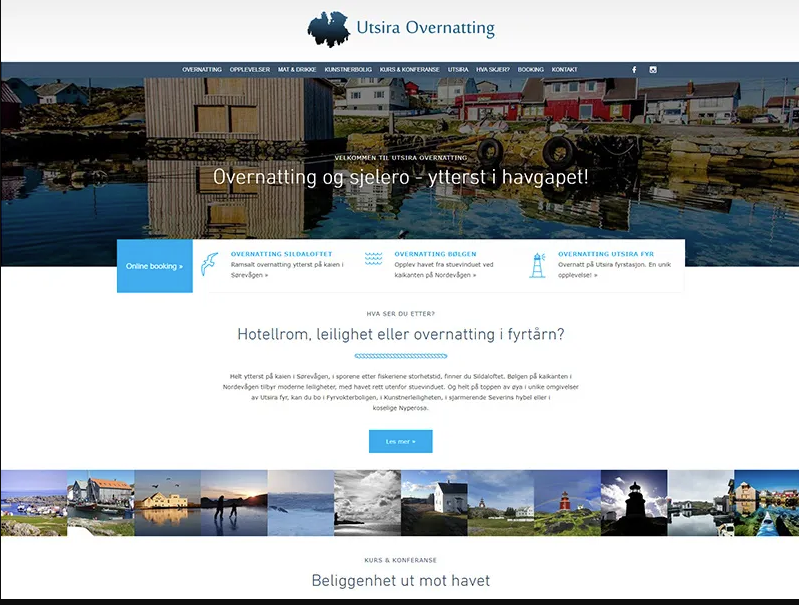 Utsira Overnatting
OVERNATTING OPPLEVELSER MAT & DRIKKE KUNSTNERBOLIG KURS & KONFERANSE UTSIRA HVA SKJER? BOOKING KONTAKT
VELKOMMEN TIL UTSIRA OVERNATTING
Overnatting og sjelero - ytterst i havgapet!
Online booking »
OVERNATTING SILDALOFTET
Ramsalt overnatting ytterst på kaien i
Sørevågen »
OVERNATTING BØLGEN
Opplev havet fra stuevinduet ved
kaikanten på Nordevågen »
OVERNATTING UTSIRA FYR
Overnatt på Utsira fyrstasjon. En unik
opplevelse! »
HVA SER DU ETTER?
Hotellrom, leilighet eller overnatting i fyrtårn?
Helt ytterst på kaien i Sørevågen, i sporene etter fiskeriene storhetstid, finner du Sildaloftet. Bølgen på kaikanten i
Nordevågen tilbyr moderne leiligheter, med havet rett utenfor stuevinduet. Og helt på toppen av øya i unike omgivelser
av Utsira fyr, kan du bo i Fyrvokterboligen, i Kunstnerleiligheten, i sjarmerende Severins hybel eller i
koselige Nyperosa.
Les mer »
KURS & KONFERANSE
Beliggenhet ut mot havet